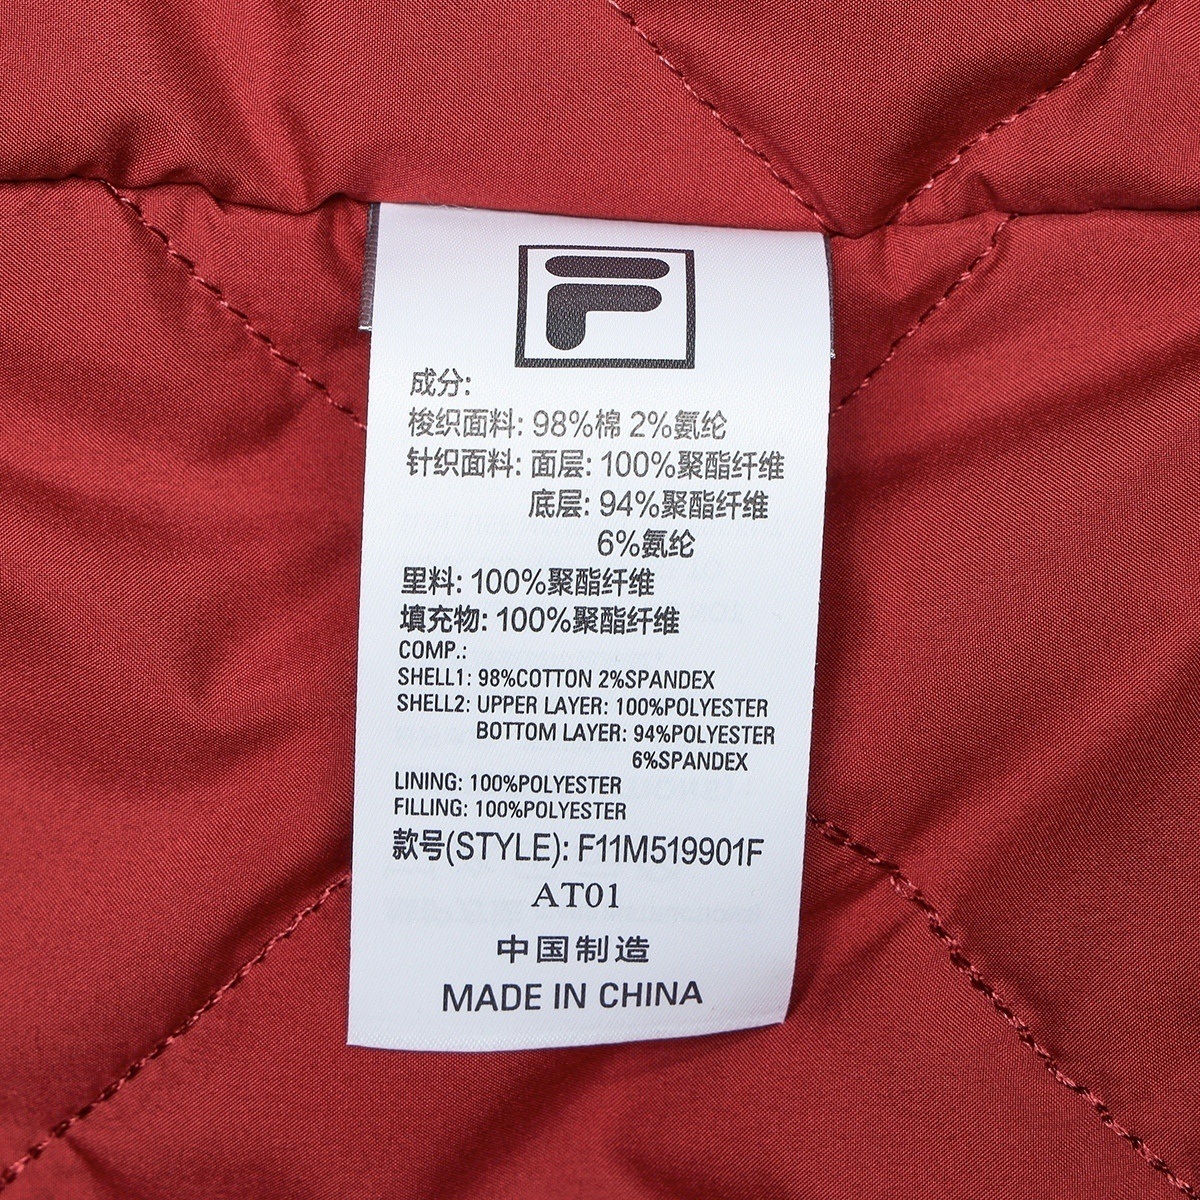 F
成分:
梭织面料: 98%棉 2%氨纶
针织面料: 面层: 100%聚酯纤维
底层: 94%聚酯纤维
6%氨纶
里料: 100%聚酯纤维
填充物: 100%聚酯纤维
COMP.:
SHELL1: 98%COTTON 2%SPANDEX
SHELL2: UPPER LAYER: 100%POLYESTER
BOTTOM LAYER: 94%POLYESTER
6%SPANDEX
LINING: 100%POLYESTER
FILLING: 100%POLYESTER
款号(STYLE): F11M519901F
AT01
中国制造
MADE IN CHINA